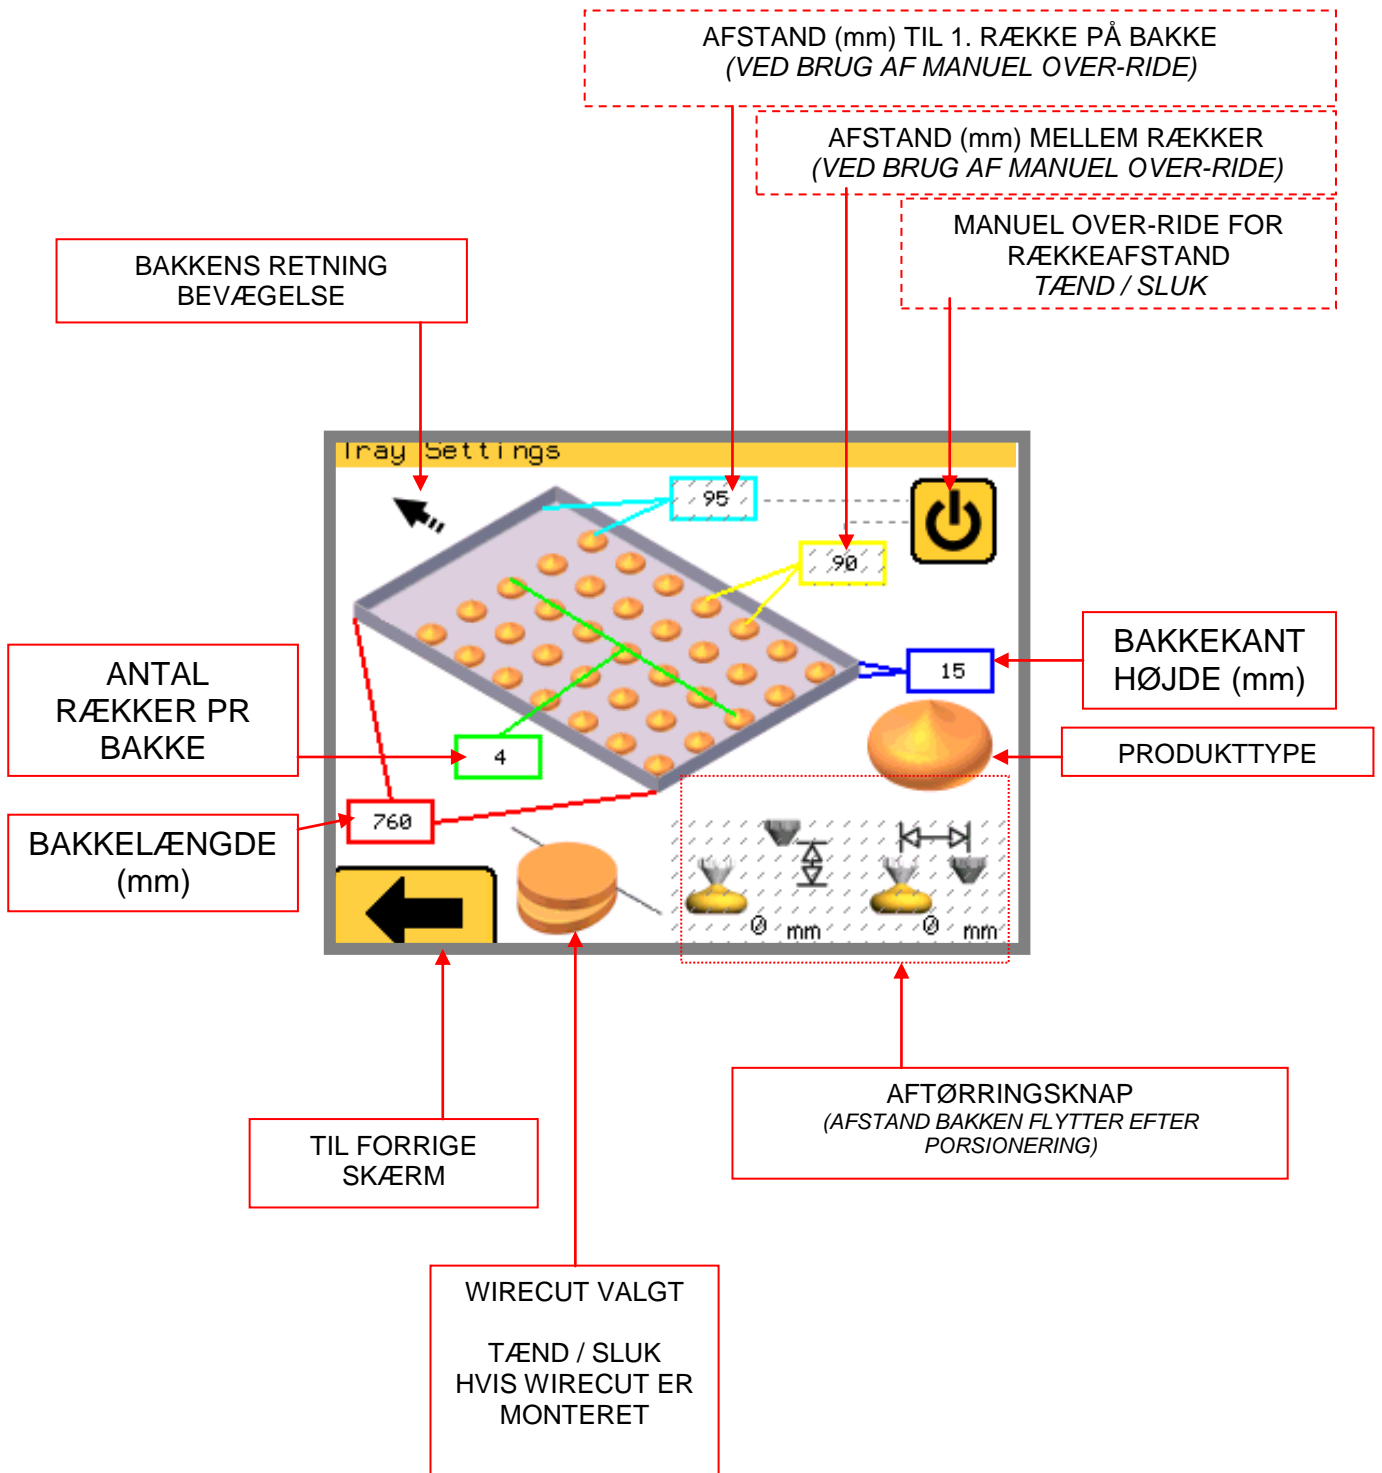 AFSTAND (mm) TIL 1. RÆKKE PÅ BAKKE
(VED BRUG AF MANUEL OVER-RIDE)
AFSTAND (mm) MELLEM RÆKKER
(VED BRUG AF MANUEL OVER-RIDE)
MANUEL OVER-RIDE FOR
RÆKKEAFSTAND
TÆND / SLUK
BAKKENS RETNING
BEVÆGELSE
Tray Settings
95
90
15
BAKKEKANT
HØJDE (mm)
ANTAL
RÆKKER PR
BAKKE
4
PRODUKTTYPE
760
BAKKELÆNGDE
(mm)
0 mm
0 mm
AFTØRRINGSKNAP
(AFSTAND BAKKEN FLYTTER EFTER
PORSIONERING)
TIL FORRIGE
SKÆRM
WIRECUT VALGT
TÆND / SLUK
HVIS WIRECUT ER
MONTERET